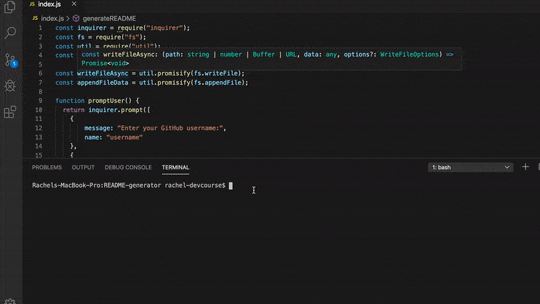 index.js ×
index.js > generateREADME
1 const inquirer = require("inquirer");
2 const fs = require("fs");
3 const util = require("util");
4 const
const writeFileAsync: (path: string | number | Buffer | URL, data: any, options?: WriteFileOptions) =>
Promise<void>
6 const writeFileAsync = util.promisify(fs.writeFile);
7 const appendFileData = util.promisify(fs.appendFile);
8
9 function promptUser() {
10 return inquirer.prompt([
11 {
12 message: "Enter your GitHub username:",
13 name: "username"
14 },
15 {
PROBLEMS OUTPUT DEBUG CONSOLE TERMINAL 1: bash
Rachels-MacBook-Pro:README-generator rachel-devcourse$